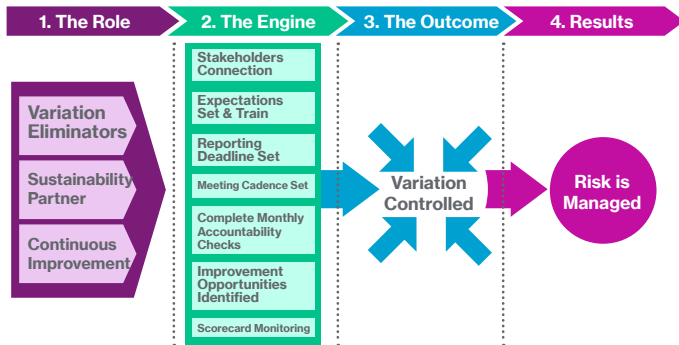 1. The Role
2. The Engine
3. The Outcome
4. Results
Variation
Eliminators
Sustainability
Partner
Continuous
Improvement
Stakeholders
Connection
Expectations
Set & Train
Reporting
Deadline Set
Meeting Cadence Set
Complete Monthly
Accountability
Checks
Improvement
Opportunities
Identified
Scorecard Monitoring
Variation
Controlled
Risk is
Managed